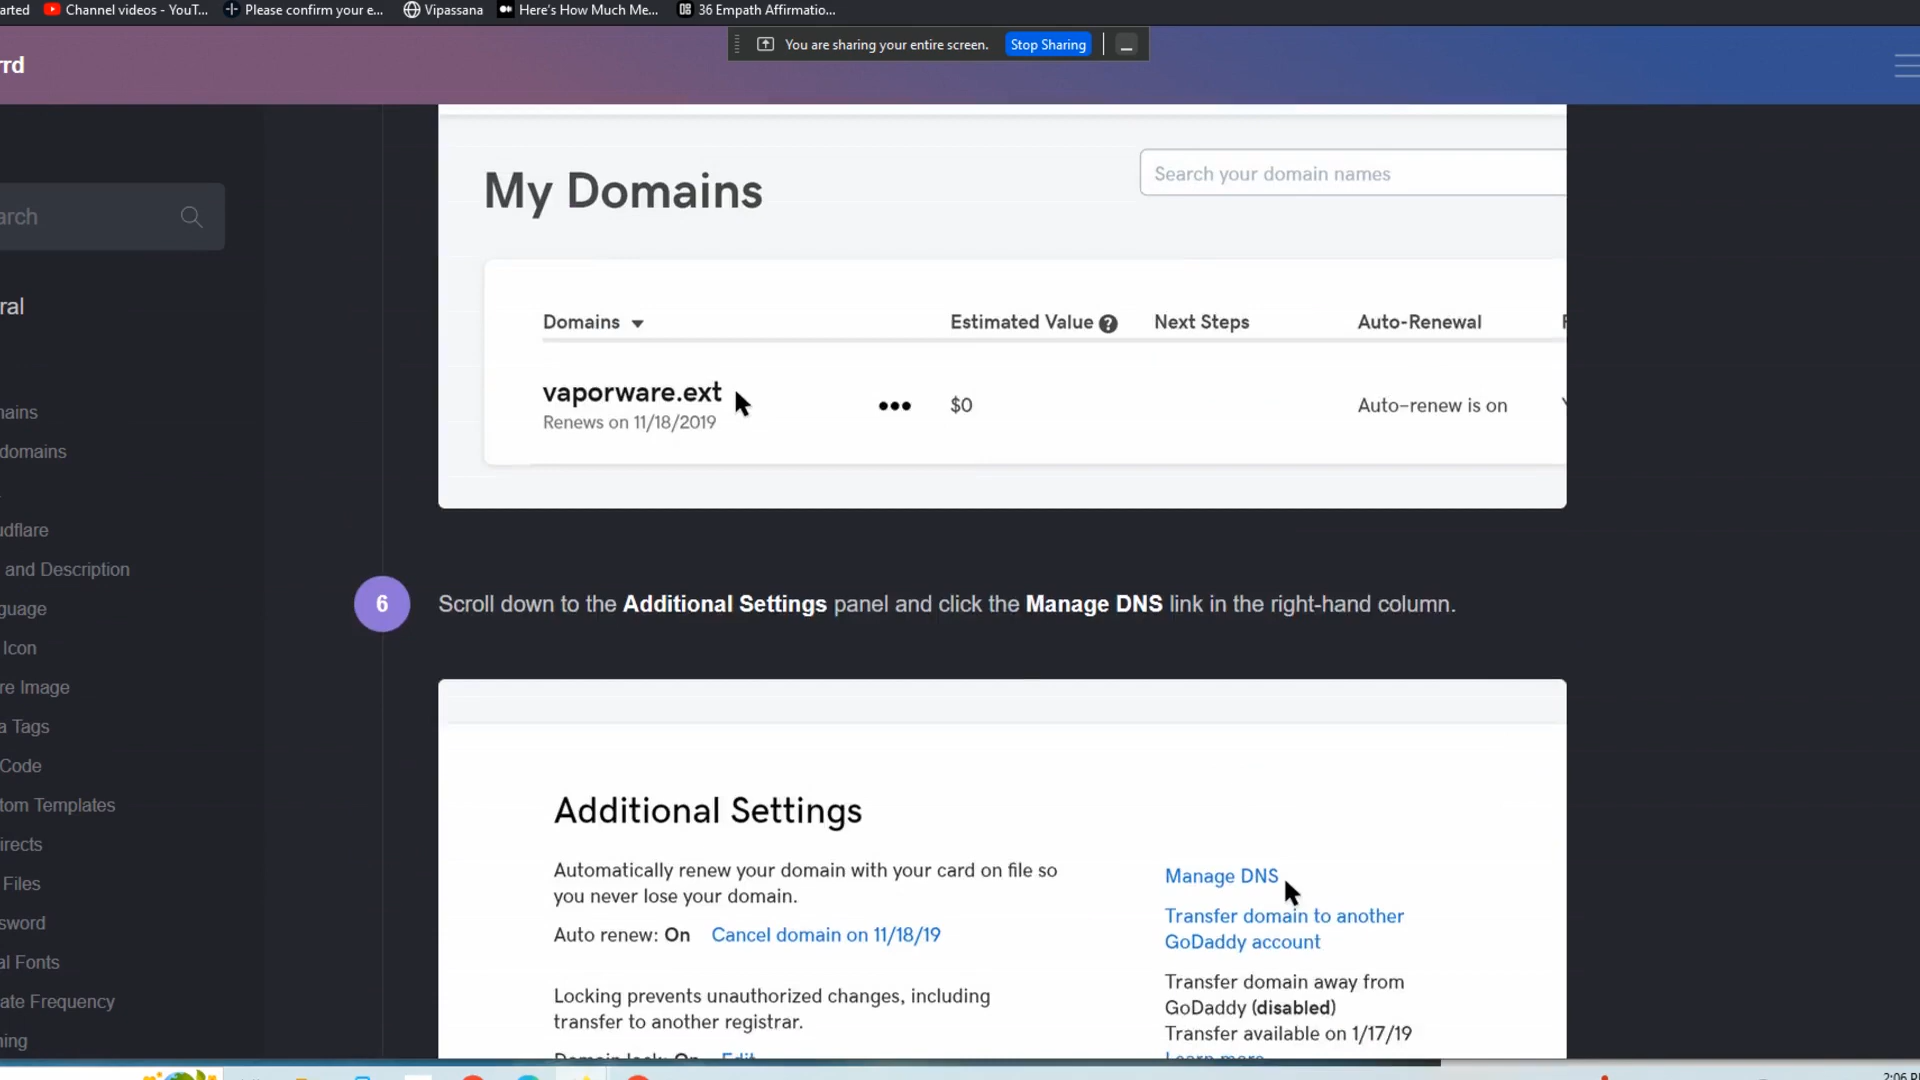 arted Channel videos - YouT... Please confirm your e... Vipassana Here's How Much Me... 36 Empath Affirmatio...
You are sharing your entire screen. Stop Sharing
rrd
arch
ral
nains
domains
udflare
and Description
guage
Icon
re Image
a Tags
Code
tom Templates
irects
Files
sword
al Fonts
ate Frequency
ning
My Domains
Search your domain names
Domains Estimated Value ? Next Steps Auto-Renewal
vaporware.ext ••• $0 Auto-renew is on
Renews on 11/18/2019
6 Scroll down to the Additional Settings panel and click the Manage DNS link in the right-hand column.
Additional Settings
Automatically renew your domain with your card on file so
you never lose your domain.
Auto renew: On Cancel domain on 11/18/19
Locking prevents unauthorized changes, including
transfer to another registrar.
Domain lock: On Edit
Manage DNS
Transfer domain to another
GoDaddy account
Transfer domain away from
GoDaddy (disabled)
Transfer available on 1/17/19
Learn more
2:06 P